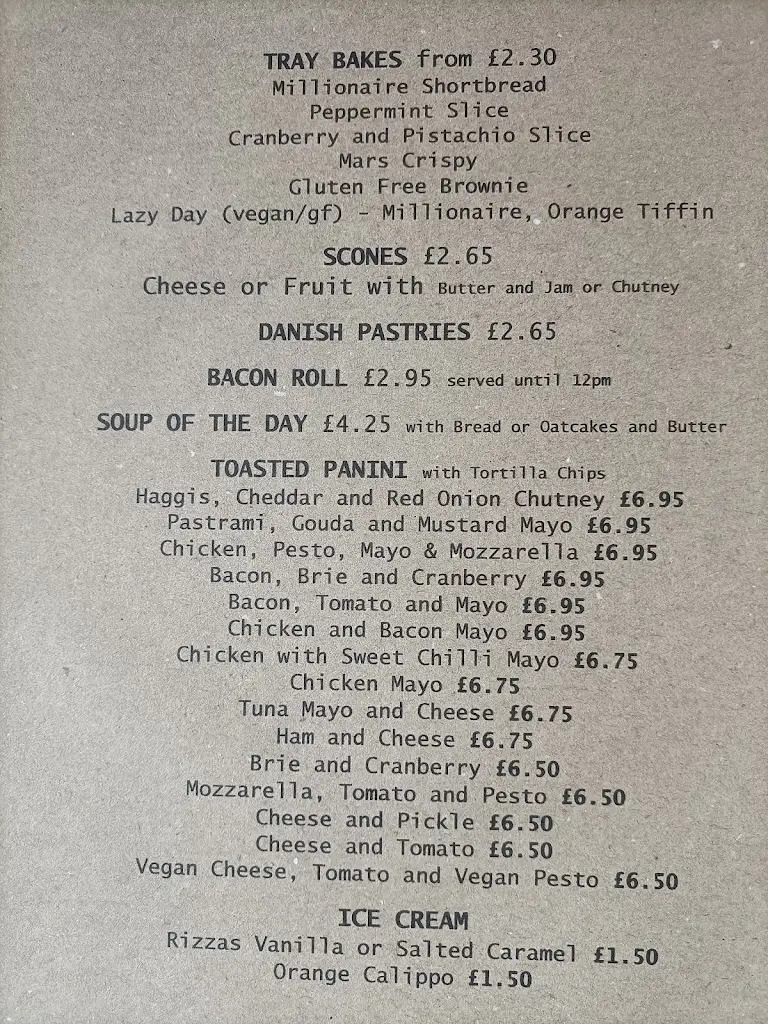 TRAY BAKES from £2.30
Millionaire Shortbread
Peppermint Slice
Cranberry and Pistachio Slice
Mars Crispy
Gluten Free Brownie
Lazy Day (vegan/gf) - Millionaire, Orange Tiffin
SCONES £2.65
Cheese or Fruit with Butter and Jam or Chutney
DANISH PASTRIES £2.65
BACON ROLL £2.95 served until 12pm
SOUP OF THE DAY £4.25 with Bread or Oatcakes and Butter
TOASTED PANINI with Tortilla Chips
Haggis, Cheddar and Red Onion Chutney £6.95
Pastrami, Gouda and Mustard Mayo £6.95
Chicken, Pesto, Mayo & Mozzarella £6.95
Bacon, Brie and Cranberry £6.95
Bacon, Tomato and Mayo £6.95
Chicken and Bacon Mayo £6.95
Chicken with Sweet Chilli Mayo £6.75
Chicken Mayo £6.75
Tuna Mayo and Cheese £6.75
Ham and Cheese £6.75
Brie and Cranberry £6.50
Mozzarella, Tomato and Pesto £6.50
Cheese and Pickle £6.50
Cheese and Tomato £6.50
Vegan Cheese, Tomato and Vegan Pesto £6.50
ICE CREAM
Rizzas Vanilla or Salted Caramel £1.50
Orange Calippo £1.50